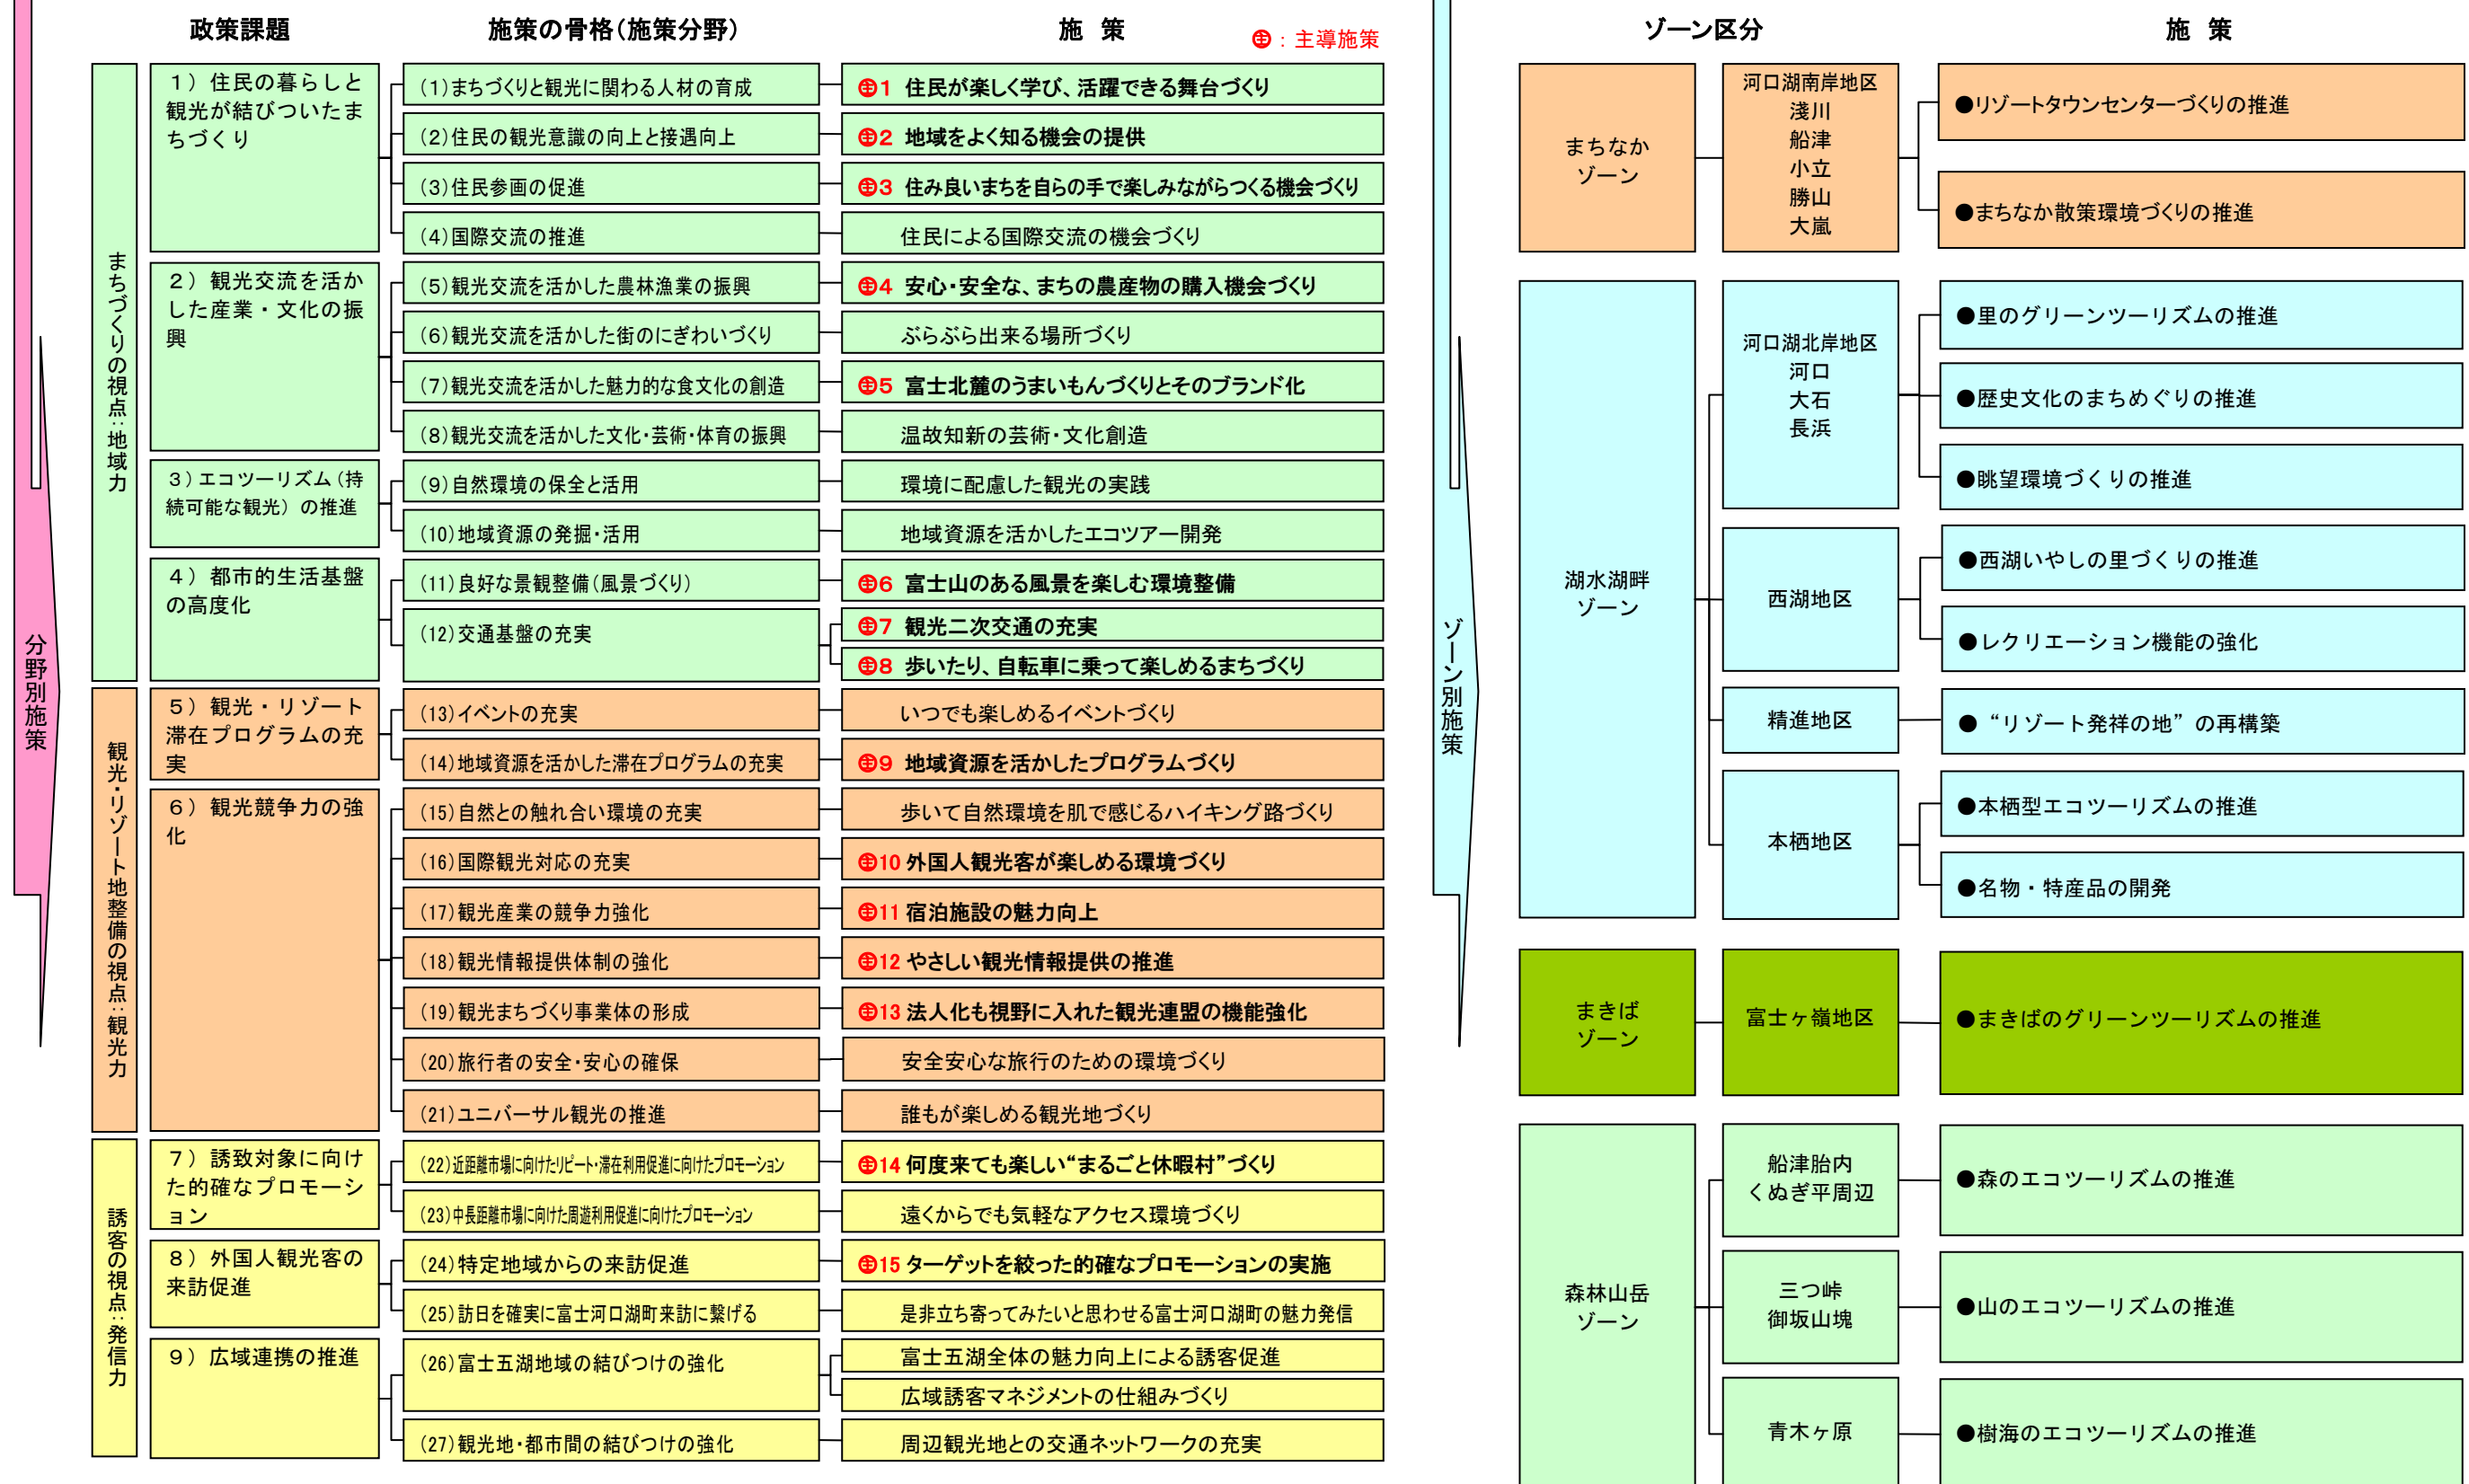 政策課題
施策の骨格(施策分野)
施 策
主：主導施策
分野別施策
まちづくりの視点：地域力
1）住民の暮らしと
観光が結びついたま
ちづくり
(1)まちづくりと観光に関わる人材の育成
主1 住民が楽しく学び、活躍できる舞台づくり
(2)住民の観光意識の向上と接遇向上
主2 地域をよく知る機会の提供
(3)住民参画の促進
主3 住み良いまちを自らの手で楽しみながらつくる機会づくり
(4)国際交流の推進
住民による国際交流の機会づくり
2）観光交流を活か
した産業・文化の振
興
(5)観光交流を活かした農林漁業の振興
主4 安心・安全な、まちの農産物の購入機会づくり
(6)観光交流を活かした街のにぎわいづくり
ぶらぶら出来る場所づくり
(7)観光交流を活かした魅力的な食文化の創造
主5 富士北麓のうまいもんづくりとそのブランド化
(8)観光交流を活かした文化・芸術・体育の振興
温故知新の芸術・文化創造
3）エコツーリズム（持
続可能な観光）の推進
(9)自然環境の保全と活用
環境に配慮した観光の実践
(10)地域資源の発掘・活用
地域資源を活かしたエコツアー開発
4）都市的生活基盤
の高度化
(11)良好な景観整備(風景づくり)
主6 富士山のある風景を楽しむ環境整備
(12)交通基盤の充実
主7 観光二次交通の充実
主8 歩いたり、自転車に乗って楽しめるまちづくり
観光・リゾート地整備の視点：観光力
5）観光・リゾート
滞在プログラムの充
実
(13)イベントの充実
いつでも楽しめるイベントづくり
(14)地域資源を活かした滞在プログラムの充実
主9 地域資源を活かしたプログラムづくり
6）観光競争力の強
化
(15)自然との触れ合い環境の充実
歩いて自然環境を肌で感じるハイキング路づくり
(16)国際観光対応の充実
主10 外国人観光客が楽しめる環境づくり
(17)観光産業の競争力強化
主11 宿泊施設の魅力向上
(18)観光情報提供体制の強化
主12 やさしい観光情報提供の推進
(19)観光まちづくり事業体の形成
主13 法人化も視野に入れた観光連盟の機能強化
(20)旅行者の安全・安心の確保
安全安心な旅行のための環境づくり
(21)ユニバーサル観光の推進
誰もが楽しめる観光地づくり
誘客の視点：発信力
7）誘致対象に向け
た的確なプロモーシ
ョン
(22)近距離市場に向けたリピート・滞在利用促進に向けたプロモーション
主14 何度来ても楽しい“まるごと休暇村”づくり
(23)中長距離市場に向けた周遊利用促進に向けたプロモーション
遠くからでも気軽なアクセス環境づくり
8）外国人観光客の
来訪促進
(24)特定地域からの来訪促進
主15 ターゲットを絞った的確なプロモーションの実施
(25)訪日を確実に富士河口湖町来訪に繋げる
是非立ち寄ってみたいと思わせる富士河口湖町の魅力発信
9）広域連携の推進
(26)富士五湖地域の結びつけの強化
富士五湖全体の魅力向上による誘客促進
広域誘客マネジメントの仕組みづくり
(27)観光地・都市間の結びつけの強化
周辺観光地との交通ネットワークの充実
ゾーン区分
施 策
ゾーン別施策
まちなか
ゾーン
河口湖南岸地区
淺川
船津
小立
勝山
大嵐
●リゾートタウンセンターづくりの推進
●まちなか散策環境づくりの推進
湖水湖畔
ゾーン
河口湖北岸地区
河口
大石
長浜
●里のグリーンツーリズムの推進
●歴史文化のまちめぐりの推進
●眺望環境づくりの推進
西湖地区
●西湖いやしの里づくりの推進
●レクリエーション機能の強化
精進地区
●“リゾート発祥の地”の再構築
本栖地区
●本栖型エコツーリズムの推進
●名物・特産品の開発
まきば
ゾーン
富士ヶ嶺地区
●まきばのグリーンツーリズムの推進
森林山岳
ゾーン
船津胎内
くぬぎ平周辺
●森のエコツーリズムの推進
三つ峠
御坂山塊
●山のエコツーリズムの推進
青木ヶ原
●樹海のエコツーリズムの推進